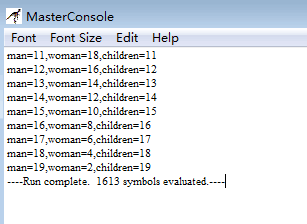 MasterConsole
Font Font Size Edit Help
man=11,woman=18,children=11
man=12,woman=16,children=12
man=13,woman=14,children=13
man=14,woman=12,children=14
man=15,woman=10,children=15
man=16,woman=8,children=16
man=17,woman=6,children=17
man=18,woman=4,children=18
man=19,woman=2,children=19
----Run complete.  1613 symbols evaluated.----